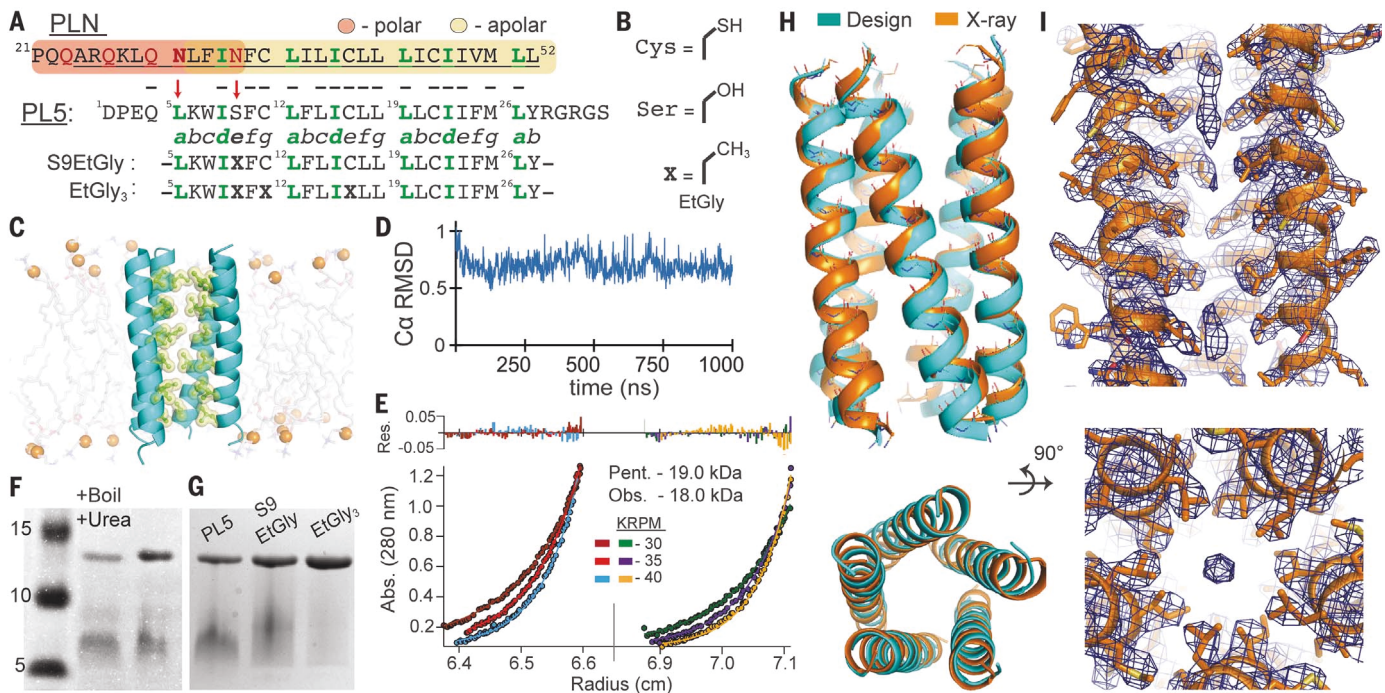 A
PLN
- polar
- apolar
21PQQARQKLQ NLFINFC LILICLL LICIIVM LL52
PL5: 1DPEQ 5LKWISFC 12LFLICLL 19LLCIIFM 26LYRGRGS
abcdefg abcdefg abcdefg ab
S9EtGly : –5LKWIXFC 12LFLICLL 19LLCIIFM 26LY–
EtGly3: –5LKWIXFX 12LFLIXLL 19LLCIIFM 26LY–
B
Cys =
SH
Ser =
OH
X =
CH3
EtGly
C
D
Cα RMSD
1
0.5
0
250
500
750
1000
time (ns)
E
Res.
0.05
-0.05
Abs. (280 nm)
1.2
1.0
0.8
0.6
0.4
0.2
Pent. - 19.0 kDa
Obs. - 18.0 kDa
KRPM
- 30
- 35
- 40
6.4
6.5
6.6
6.9
7.0
7.1
Radius (cm)
F
+Boil
+Urea
15
10
5
G
PL5
S9
EtGly
EtGly3
H
Design
X-ray
90°
I